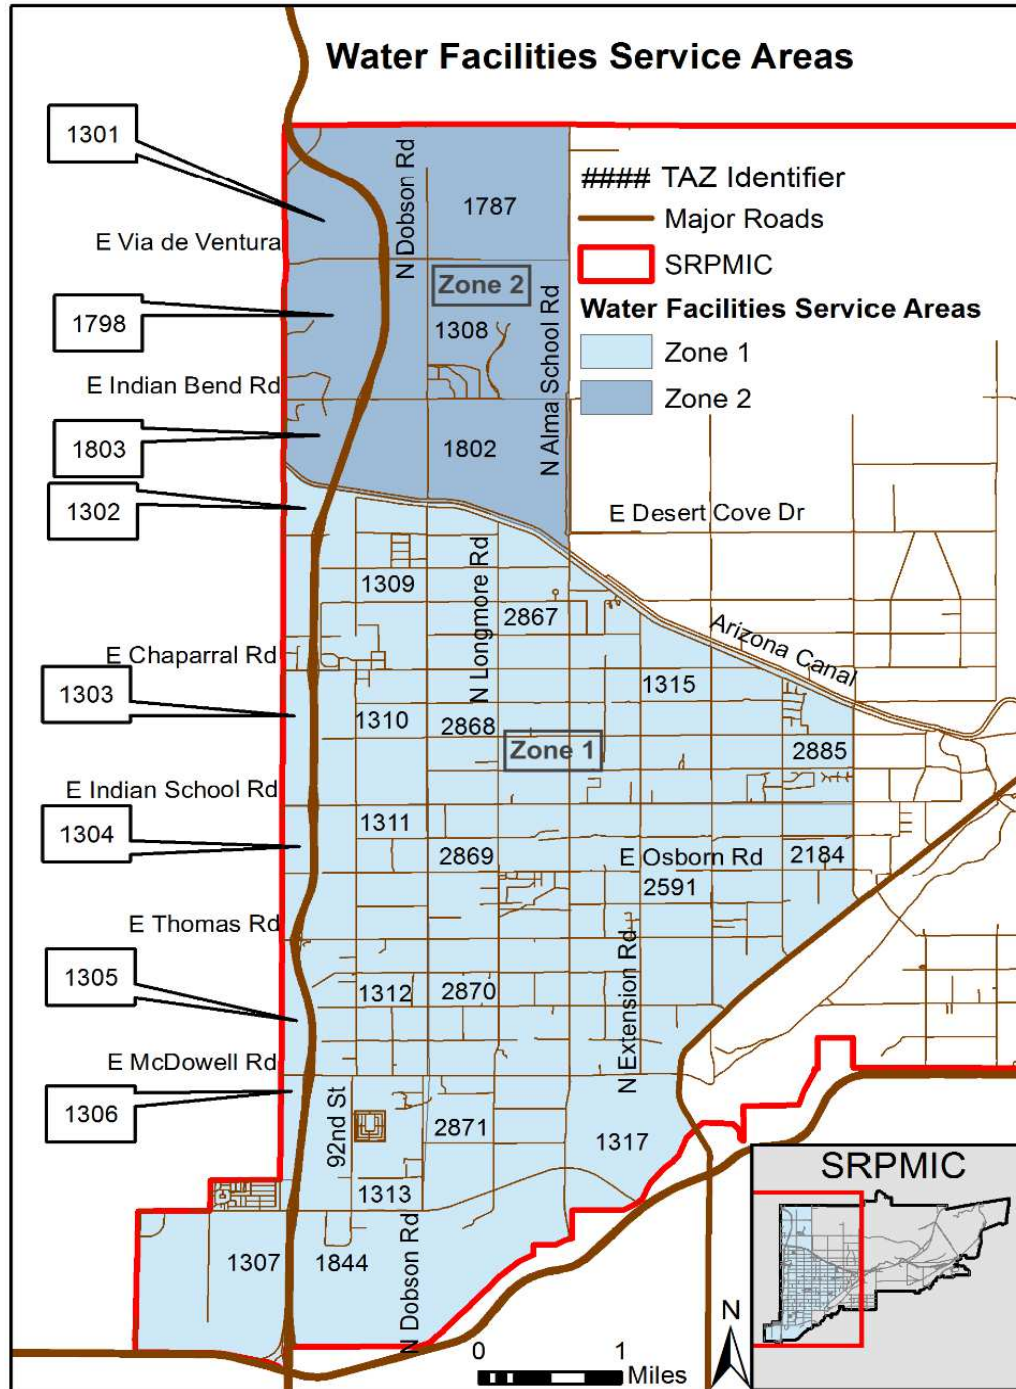 Water Facilities Service Areas
1301
N Dobson Rd
#### TAZ Identifier
1787
Major Roads
E Via de Ventura
SRPMIC
Zone 2
Water Facilities Service Areas
1798
1308
N Alma School Rd
Zone 1
E Indian Bend Rd
Zone 2
1803
1802
1302
E Desert Cove Dr
1309
N Longmore Rd
2867
Arizona Canal
E Chaparral Rd
1315
1303
1310
2868
Zone 1
2885
E Indian School Rd
1304
1311
2869
E Osborn Rd
2184
2591
E Thomas Rd
1305
1312
2870
N Extension Rd
E McDowell Rd
1306
92nd St
2871
1317
SRPMIC
1313
1307
1844
N Dobson Rd
N
0 1
Miles